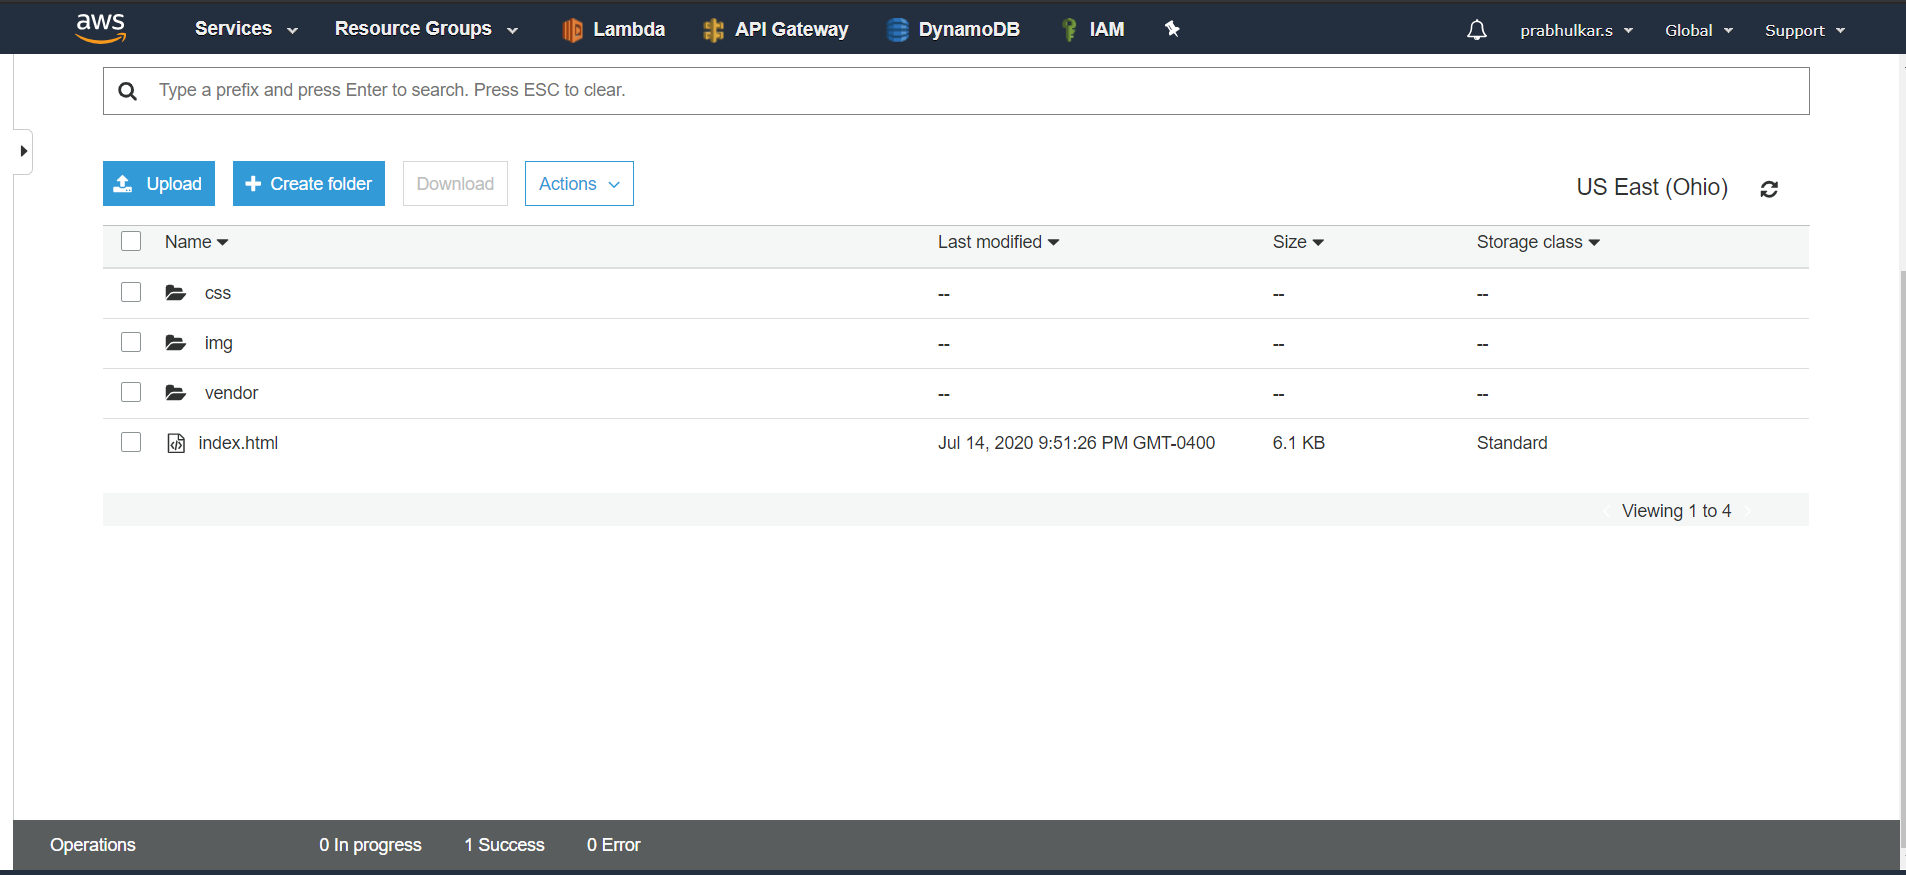 aws Services Resource Groups Lambda API Gateway DynamoDB IAM prabhulkar.s Global Support
Type a prefix and press Enter to search. Press ESC to clear.
Upload Create folder Download Actions US East (Ohio)
Name Last modified Size Storage class
css -- -- --
img -- -- --
vendor -- -- --
index.html Jul 14, 2020 9:51:26 PM GMT-0400 6.1 KB Standard
Viewing 1 to 4
Operations 0 In progress 1 Success 0 Error